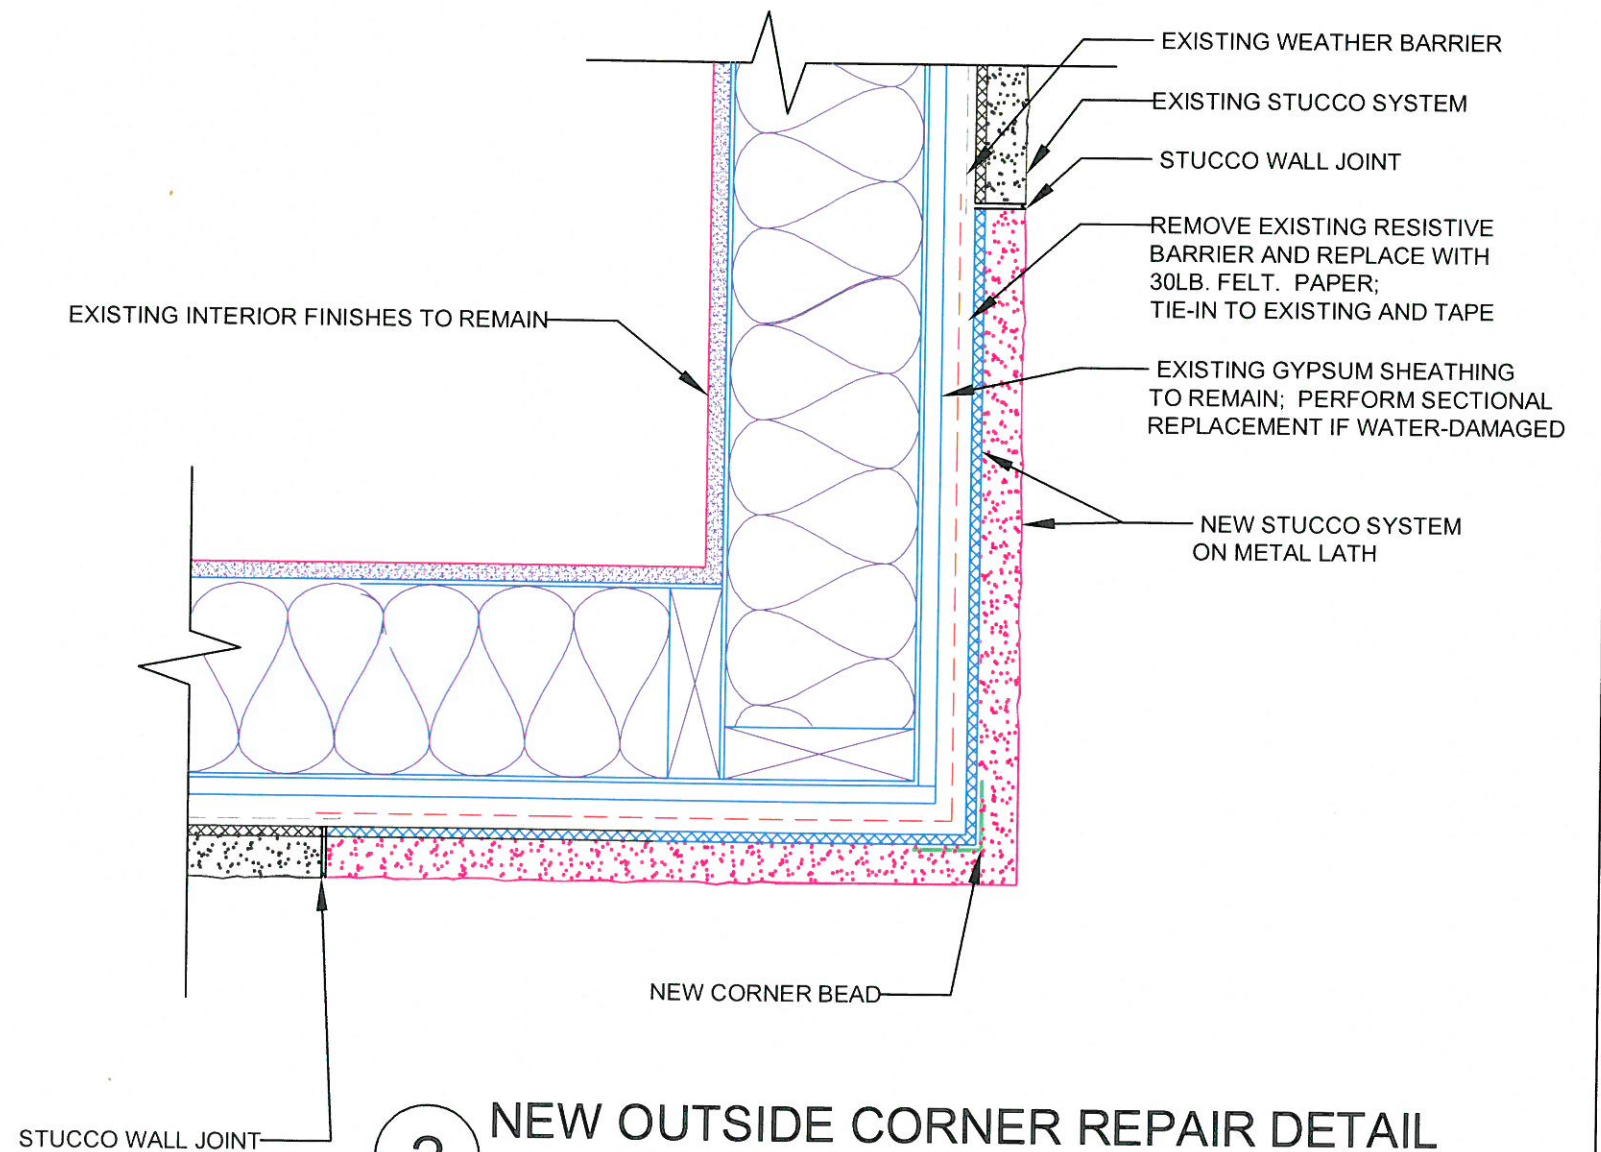 EXISTING WEATHER BARRIER
EXISTING STUCCO SYSTEM
STUCCO WALL JOINT
REMOVE EXISTING RESISTIVE
BARRIER AND REPLACE WITH
30LB. FELT. PAPER;
TIE-IN TO EXISTING AND TAPE
EXISTING INTERIOR FINISHES TO REMAIN
EXISTING GYPSUM SHEATHING
TO REMAIN; PERFORM SECTIONAL
REPLACEMENT IF WATER-DAMAGED
NEW STUCCO SYSTEM
ON METAL LATH
NEW CORNER BEAD
STUCCO WALL JOINT
NEW OUTSIDE CORNER REPAIR DETAIL